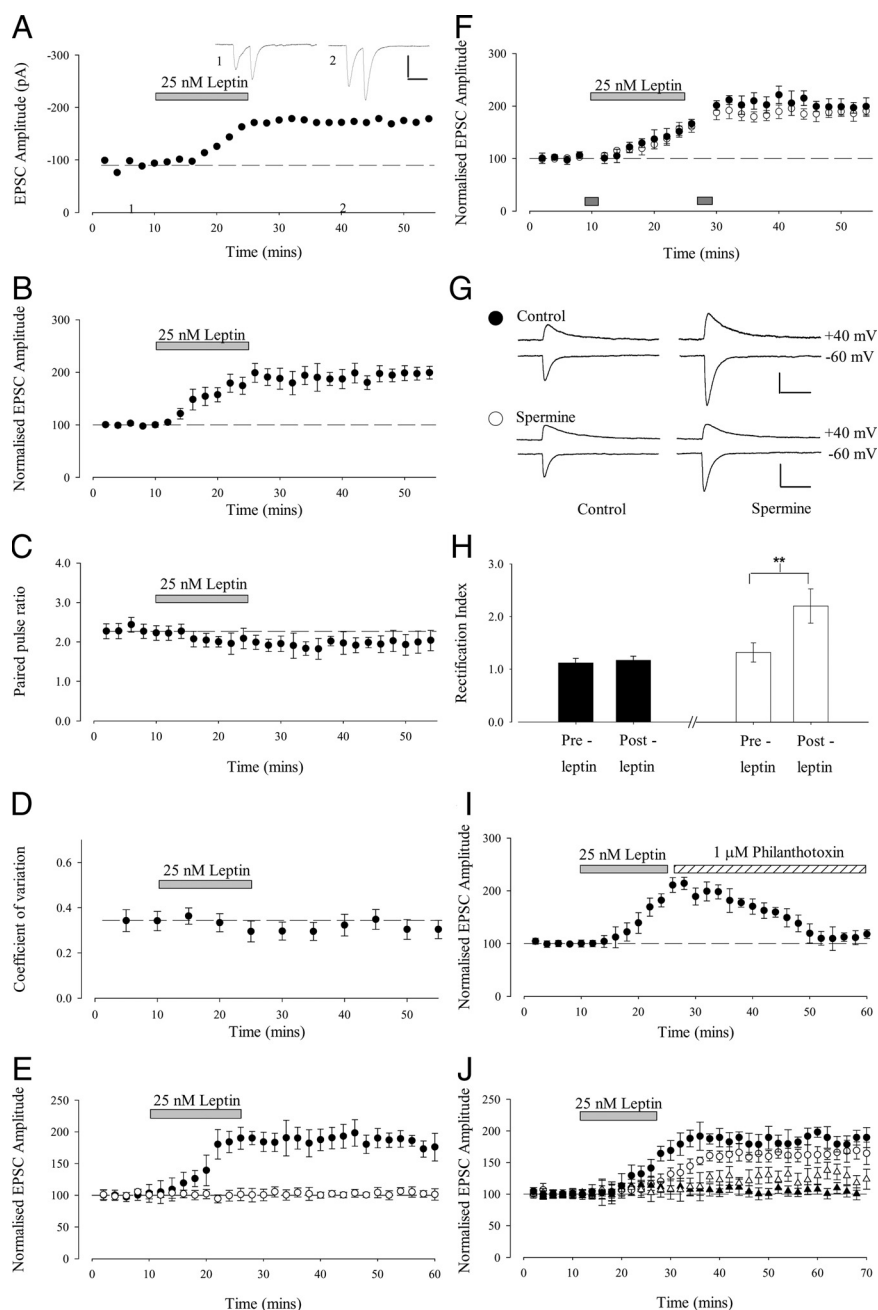 A
EPSC Amplitude (pA)
-300
-200
-100
0
25 nM Leptin
1
2
1
2
0 10 20 30 40 50
Time (mins)
B
Normalised EPSC Amplitude
300
200
100
0
25 nM Leptin
0 10 20 30 40 50
Time (mins)
C
Paired pulse ratio
4.0
3.0
2.0
1.0
0.0
25 nM Leptin
0 10 20 30 40 50
Time (mins)
D
Coefficient of variation
0.6
0.4
0.2
0.0
25 nM Leptin
0 10 20 30 40 50
Time (mins)
E
Normalised EPSC Amplitude
250
200
150
100
50
0
25 nM Leptin
0 10 20 30 40 50 60
Time (mins)
F
Normalised EPSC Amplitude
300
200
100
0
25 nM Leptin
0 10 20 30 40 50
Time (mins)
G
Control
+40 mV
-60 mV
Spermine
+40 mV
-60 mV
Control Spermine
H
Rectification Index
3.0
2.0
1.0
0.0
**
Pre - leptin
Post - leptin
Pre - leptin
Post - leptin
I
Normalised EPSC Amplitude
300
200
100
0
25 nM Leptin
1 μM Philanthotoxin
0 10 20 30 40 50 60
Time (mins)
J
Normalised EPSC Amplitude
250
200
150
100
50
0
25 nM Leptin
0 10 20 30 40 50 60 70
Time (mins)